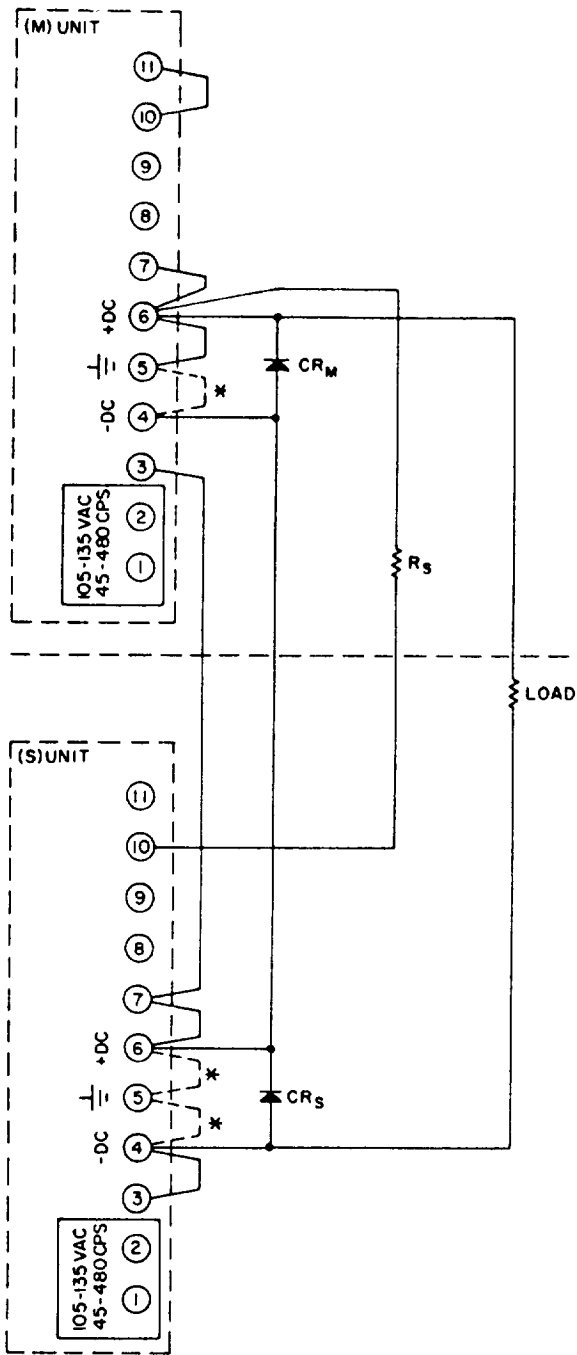 (M) UNIT
11
10
9
8
7
+DC 6
5
*
-DC 4
3
105-135 VAC
45-480 CPS
2
1
CRM
RS
LOAD
(S) UNIT
11
10
9
8
7
+DC 6
*
5
*
-DC 4
3
105-135 VAC
45-480 CPS
2
1
CRS